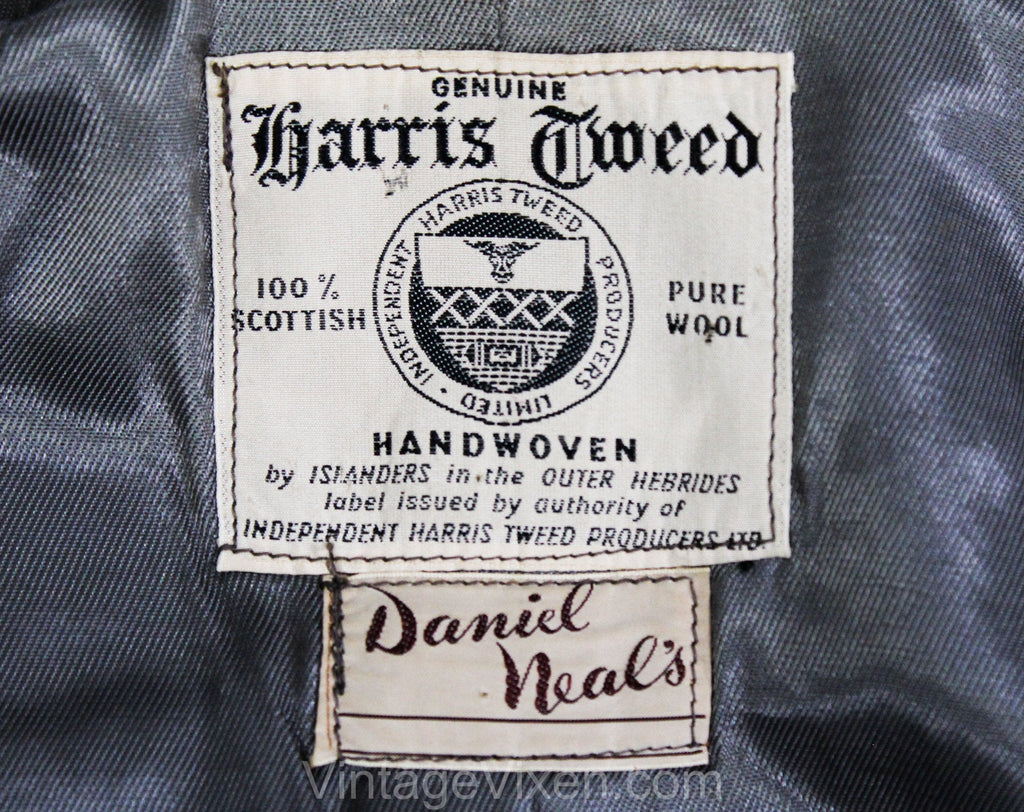 GENUINE
Harris Tweed
HARRIS TWEED
INDEPENDENT
PRODUCERS
LIMITED
100%
SCOTTISH
PURE
WOOL
HANDWOVEN
by ISLANDERS in the OUTER HEBRIDES
label issued by authority of
INDEPENDENT HARRIS TWEED PRODUCERS LTD.
Daniel
Neal's
VintageVixen.com